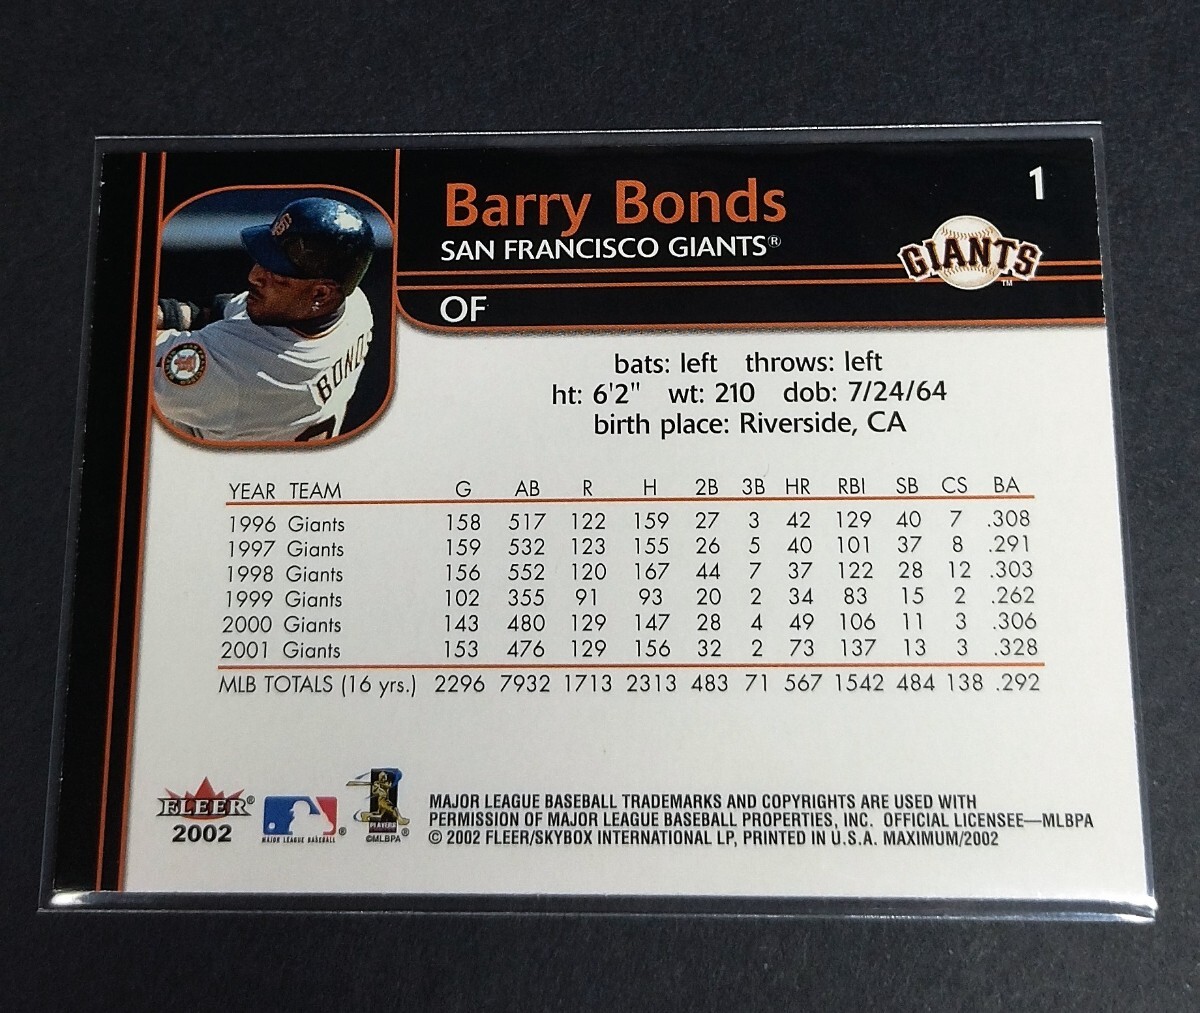 1
Barry Bonds
SAN FRANCISCO GIANTS®
GIANTS
TM
OF
BONDS
bats: left throws: left
ht: 6'2" wt: 210 dob: 7/24/64
birth place: Riverside, CA
YEAR TEAM G AB R H 2B 3B HR RBI SB CS BA
1996 Giants 158 517 122 159 27 3 42 129 40 7 .308
1997 Giants 159 532 123 155 26 5 40 101 37 8 .291
1998 Giants 156 552 120 167 44 7 37 122 28 12 .303
1999 Giants 102 355 91 93 20 2 34 83 15 2 .262
2000 Giants 143 480 129 147 28 4 49 106 11 3 .306
2001 Giants 153 476 129 156 32 2 73 137 13 3 .328
MLB TOTALS (16 yrs.) 2296 7932 1713 2313 483 71 567 1542 484 138 .292
FLEER®
2002
MAJOR LEAGUE BASEBALL ®
PLAYERS
®
©MLBPA
MAJOR LEAGUE BASEBALL TRADEMARKS AND COPYRIGHTS ARE USED WITH
PERMISSION OF MAJOR LEAGUE BASEBALL PROPERTIES, INC. OFFICIAL LICENSEE—MLBPA
© 2002 FLEER/SKYBOX INTERNATIONAL LP, PRINTED IN U.S.A. MAXIMUM/2002